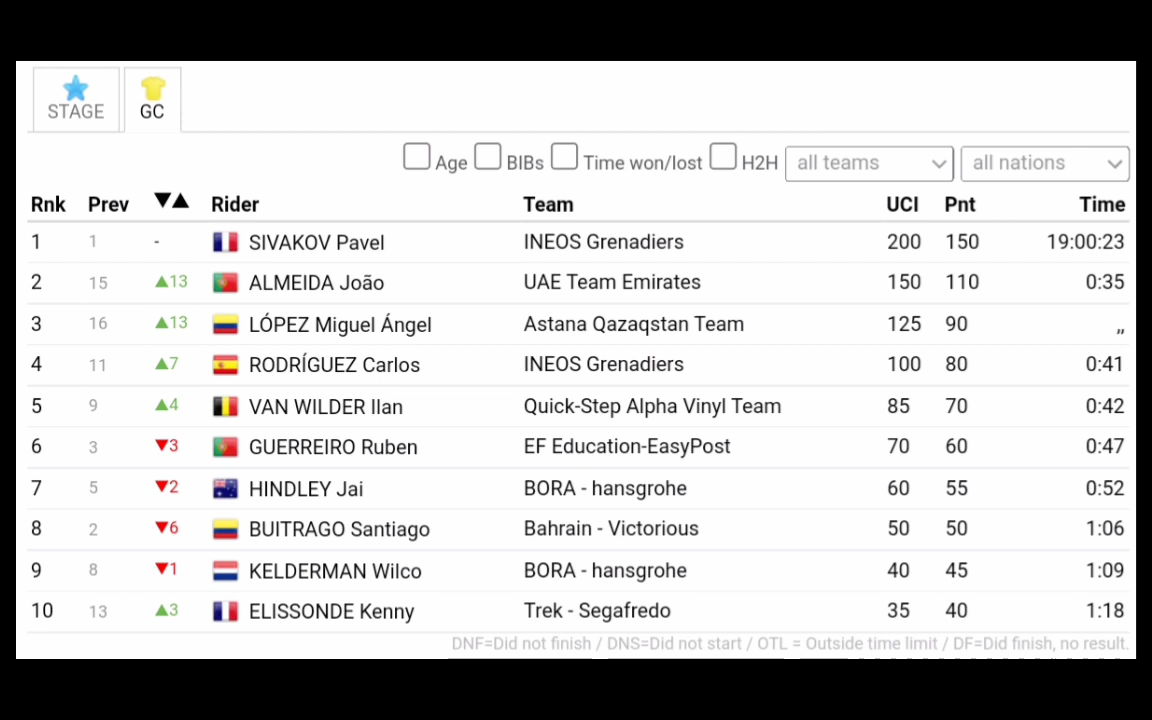 STAGE GC
Age BIBs Time won/lost H2H all teams all nations
Rnk Prev ▼▲ Rider Team UCI Pnt Time
1 1 - SIVAKOV Pavel INEOS Grenadiers 200 150 19:00:23
2 15 ▲13 ALMEIDA João UAE Team Emirates 150 110 0:35
3 16 ▲13 LÓPEZ Miguel Ángel Astana Qazaqstan Team 125 90 ,,
4 11 ▲7 RODRÍGUEZ Carlos INEOS Grenadiers 100 80 0:41
5 9 ▲4 VAN WILDER Ilan Quick-Step Alpha Vinyl Team 85 70 0:42
6 3 ▼3 GUERREIRO Ruben EF Education-EasyPost 70 60 0:47
7 5 ▼2 HINDLEY Jai BORA - hansgrohe 60 55 0:52
8 2 ▼6 BUITRAGO Santiago Bahrain - Victorious 50 50 1:06
9 8 ▼1 KELDERMAN Wilco BORA - hansgrohe 40 45 1:09
10 13 ▲3 ELISSONDE Kenny Trek - Segafredo 35 40 1:18
DNF=Did not finish / DNS=Did not start / OTL = Outside time limit / DF=Did finish, no result.